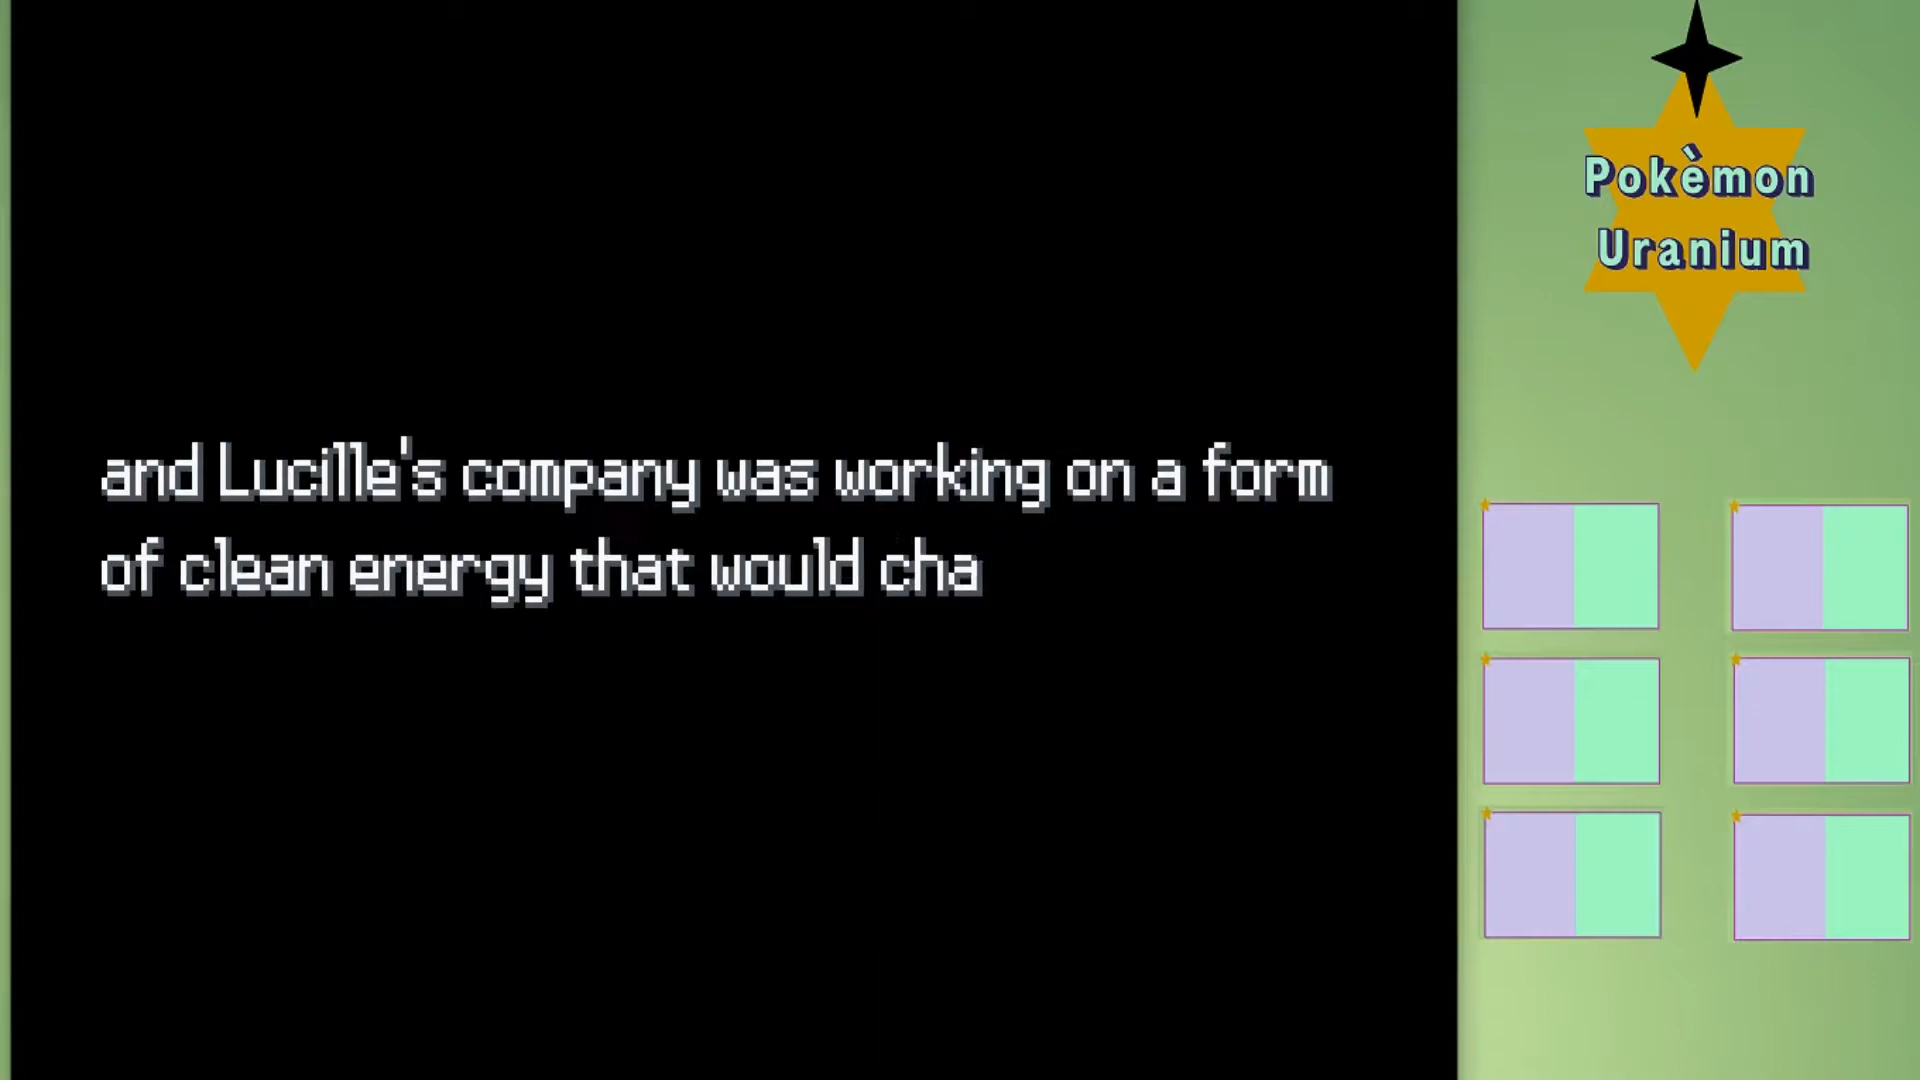 and Lucille's company was working on a form
of clean energy that would cha
Pokèmon
Uranium